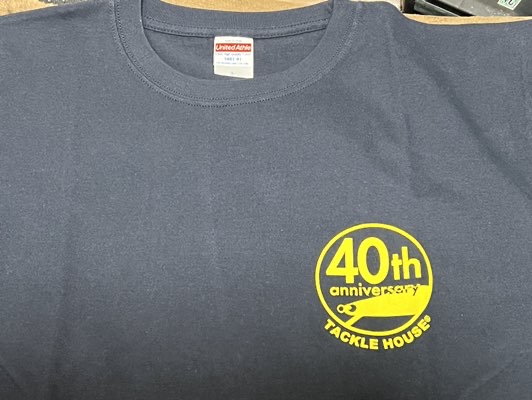 United Athle
40th
anniversary
TACKLE HOUSE®